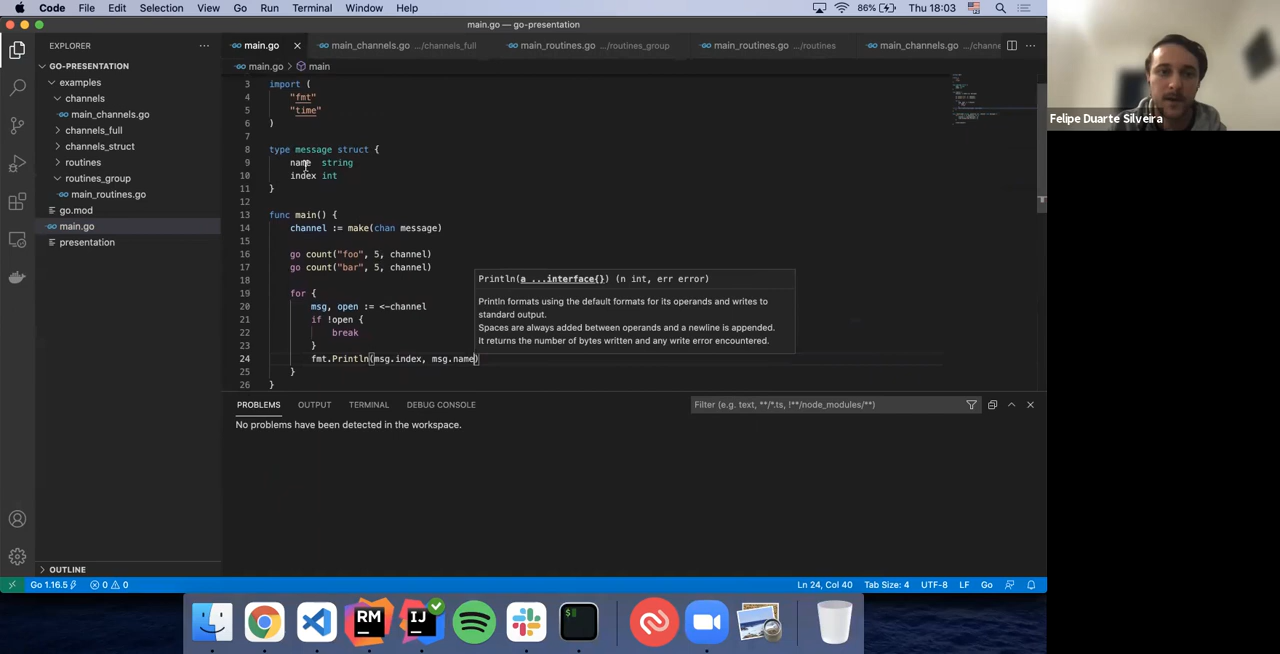 Code File Edit Selection View Go Run Terminal Window Help 86% Thu 18:03
main.go — go-presentation
EXPLORER
main.go
main_channels.go .../channels_full
main_routines.go .../routines_group
main_routines.go .../routines
main_channels.go .../channe
GO-PRESENTATION
examples
channels
main_channels.go
channels_full
channels_struct
routines
routines_group
main_routines.go
go.mod
main.go
presentation
OUTLINE
main.go > main
3 import (
4 "fmt"
5 "time"
6 )
7
8 type message struct {
9 name string
10 index int
11 }
12
13 func main() {
14 channel := make(chan message)
15
16 go count("foo", 5, channel)
17 go count("bar", 5, channel)
18
19 for {
20 msg, open := <-channel
21 if !open {
22 break
23 }
24 fmt.Println(msg.index, msg.name)
25 }
26 }
Println(a ...interface{}) (n int, err error)
Println formats using the default formats for its operands and writes to
standard output.
Spaces are always added between operands and a newline is appended.
It returns the number of bytes written and any write error encountered.
PROBLEMS OUTPUT TERMINAL DEBUG CONSOLE
Filter (e.g. text, **/*.ts, !**/node_modules/**)
No problems have been detected in the workspace.
Go 1.16.5 0 0 Ln 24, Col 40 Tab Size: 4 UTF-8 LF Go
RM
IJ
$
Felipe Duarte Silveira